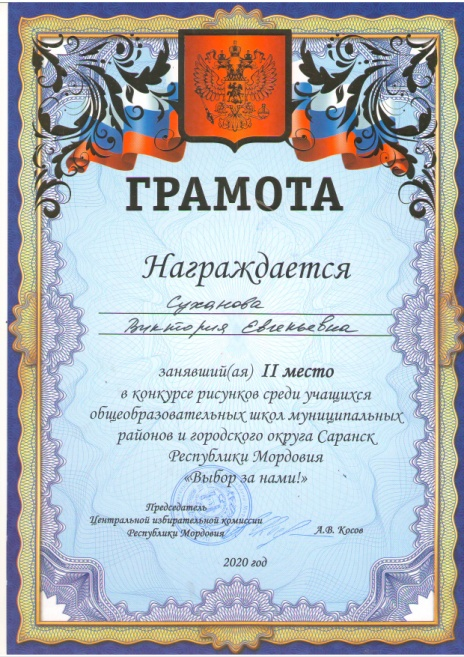 ГРАМОТА
Награждается
Суханова
Виктория Евгеньевна
занявший(ая) II место
в конкурсе рисунков среди учащихся
общеобразовательных школ муниципальных
районов и городского округа Саранск
Республики Мордовия
«Выбор за нами!»
Председатель
Центральной избирательной комиссии
Республики Мордовия
А.В. Косов
2020 год